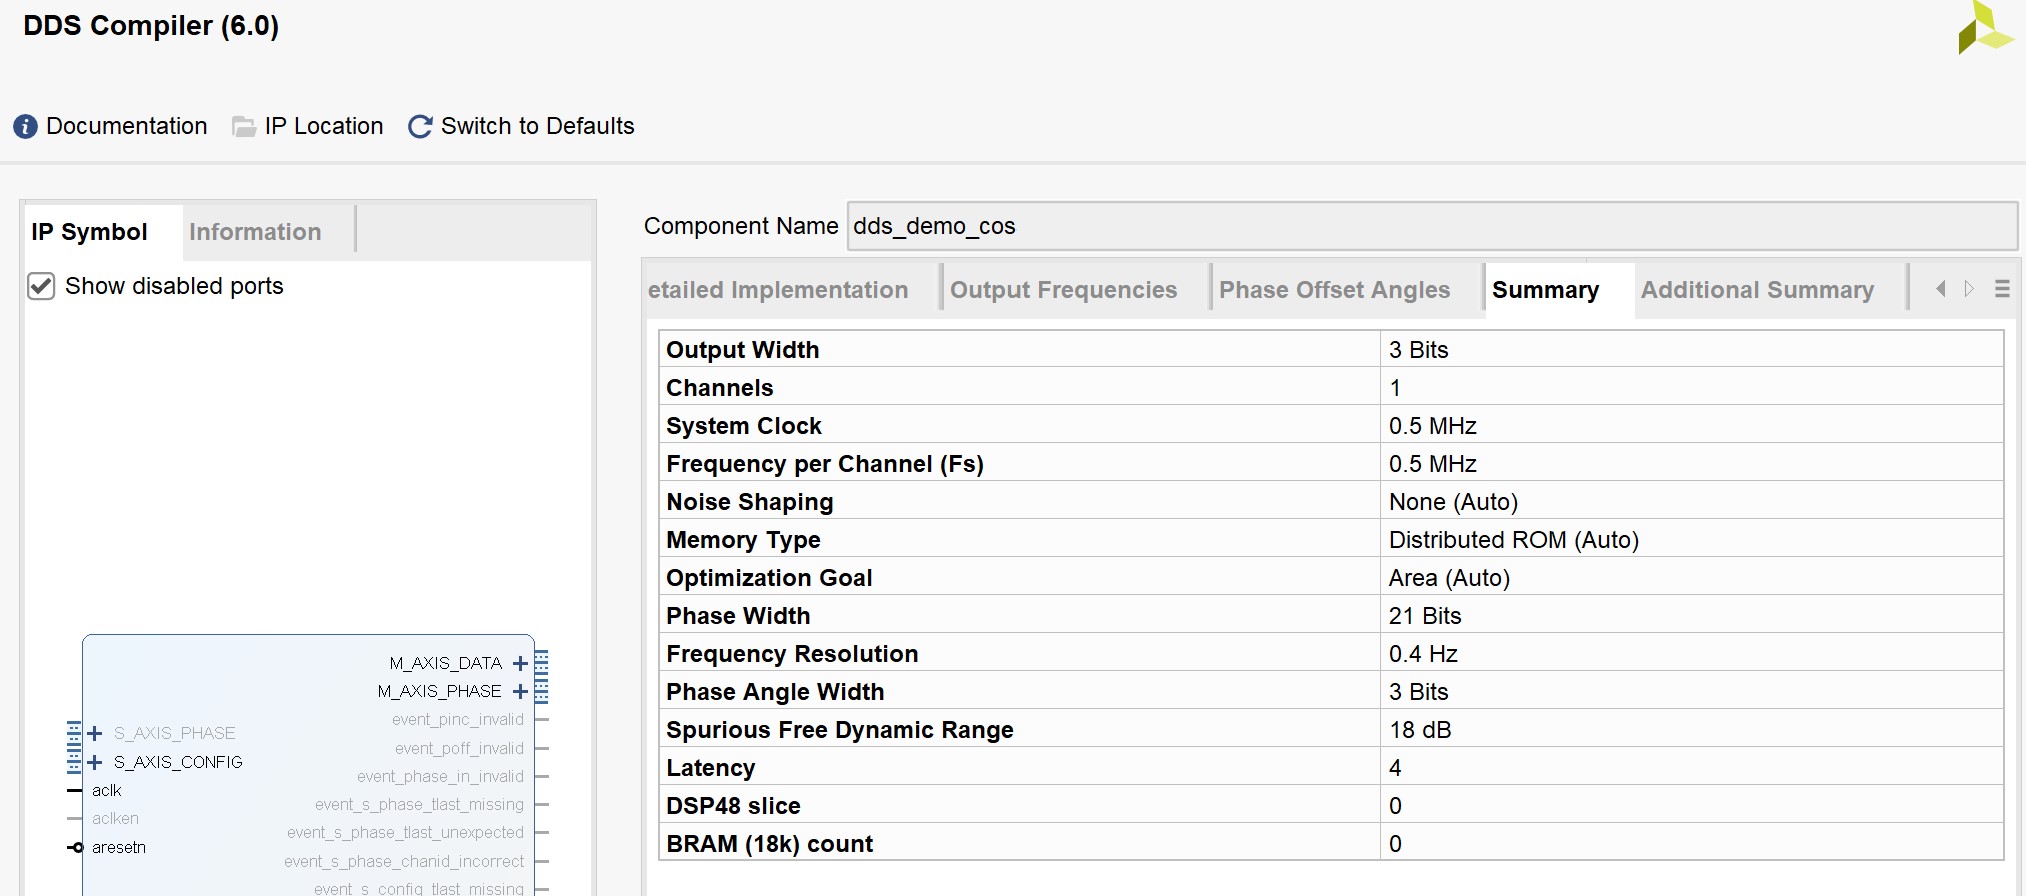 DDS Compiler (6.0)
Documentation IP Location Switch to Defaults
IP Symbol Information
Show disabled ports
M_AXIS_DATA
M_AXIS_PHASE
event_pinc_invalid
S_AXIS_PHASE
event_poff_invalid
S_AXIS_CONFIG
event_phase_in_invalid
aclk
event_s_phase_tlast_missing
aclken
event_s_phase_tlast_unexpected
aresetn
event_s_phase_chanid_incorrect
event_s_config_tlast_missing
Component Name dds_demo_cos
etailed Implementation Output Frequencies Phase Offset Angles Summary Additional Summary
Output Width 3 Bits
Channels 1
System Clock 0.5 MHz
Frequency per Channel (Fs) 0.5 MHz
Noise Shaping None (Auto)
Memory Type Distributed ROM (Auto)
Optimization Goal Area (Auto)
Phase Width 21 Bits
Frequency Resolution 0.4 Hz
Phase Angle Width 3 Bits
Spurious Free Dynamic Range 18 dB
Latency 4
DSP48 slice 0
BRAM (18k) count 0